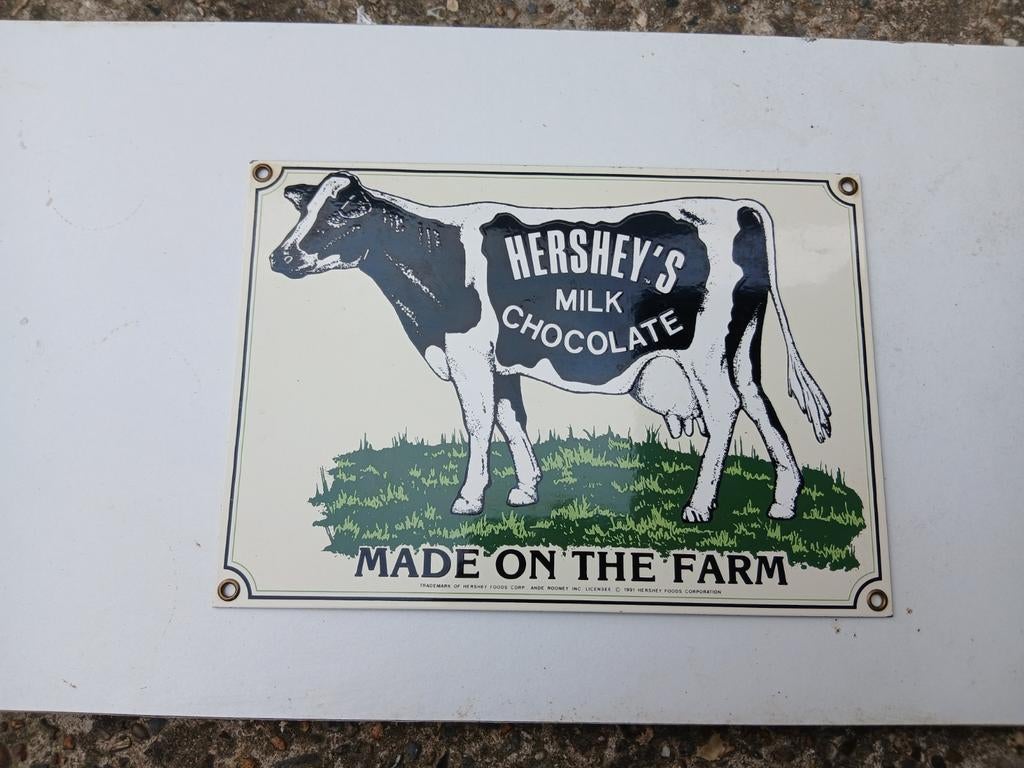 HERSHEY'S
MILK
CHOCOLATE
MADE ON THE FARM
TRADEMARK OF HERSHEY FOODS CORP. ANDE ROONEY INC. LICENSEE © 1991 HERSHEY FOODS CORPORATION